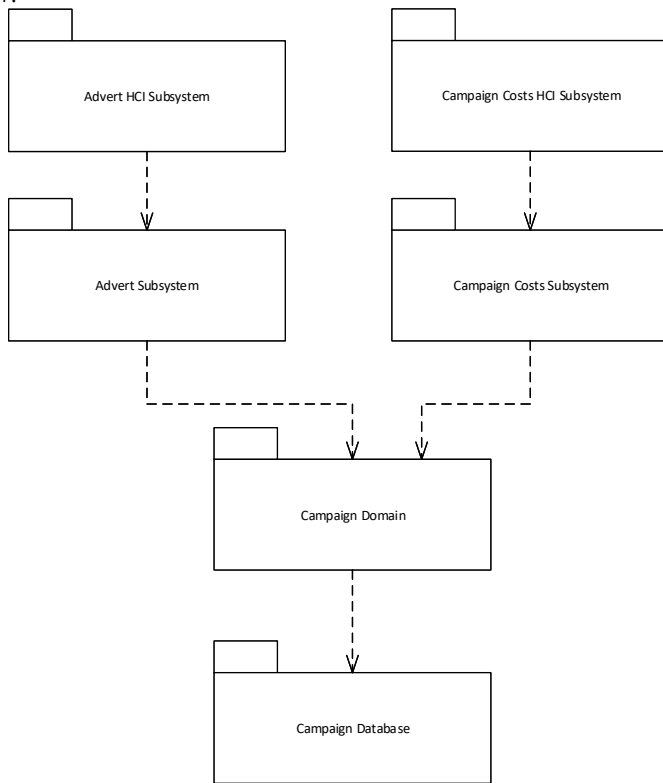 Advert HCI Subsystem
Campaign Costs HCI Subsystem
Advert Subsystem
Campaign Costs Subsystem
Campaign Domain
Campaign Database